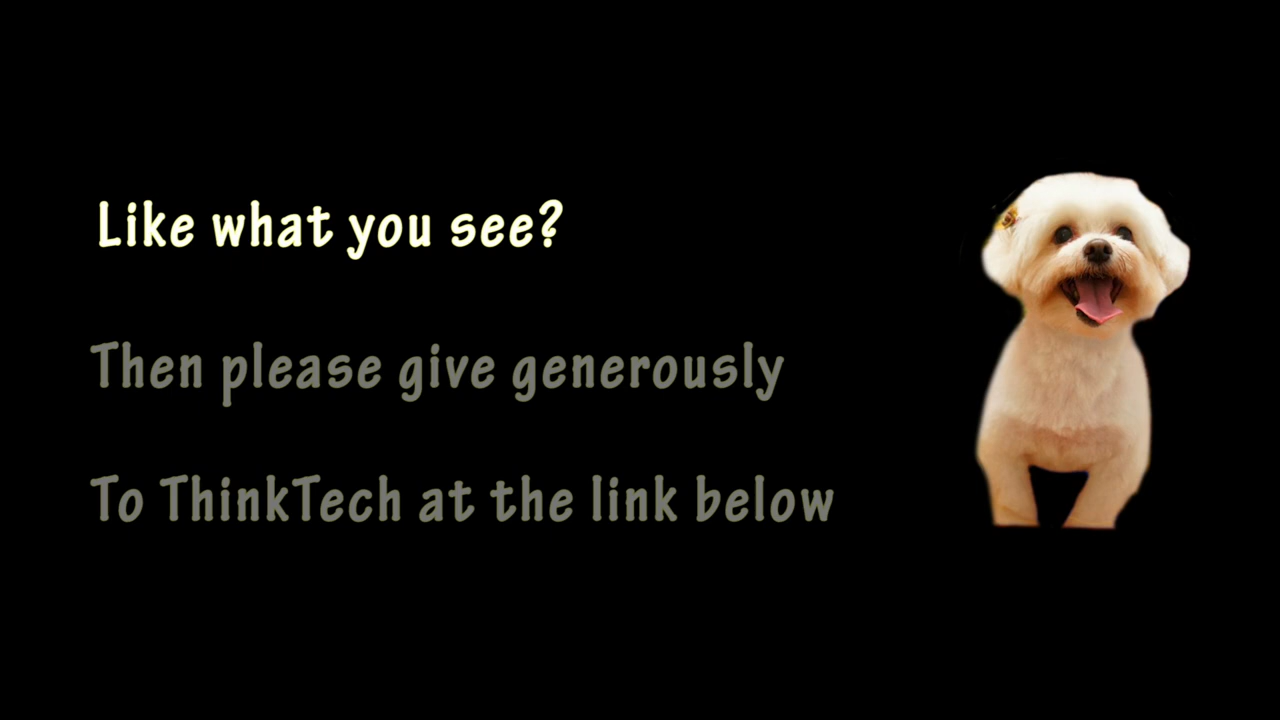 Like what you see?
Then please give generously
To ThinkTech at the link below